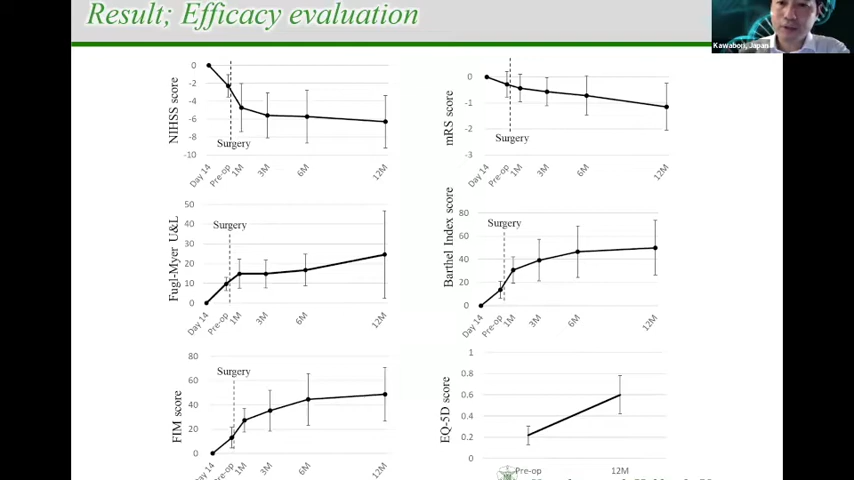 Result; Efficacy evaluation
Kawabori, Japan
NIHSS score
0
-2
-4
-6
-8
-10
Surgery
Day 14
Pre-op
1M
3M
6M
12M
mRS score
0
-1
-2
-3
Surgery
Day 14
Pre-op
1M
3M
6M
12M
Fugl-Myer U&L
50
40
30
20
10
0
Surgery
Day 14
Pre-op
1M
3M
6M
12M
Barthel Index score
80
60
40
20
0
Surgery
Day 14
Pre-op
1M
3M
6M
12M
FIM score
80
60
40
20
0
Surgery
Day 14
Pre-op
1M
3M
6M
12M
EQ-5D score
1
0.8
0.6
0.4
0.2
0
Pre-op
12M